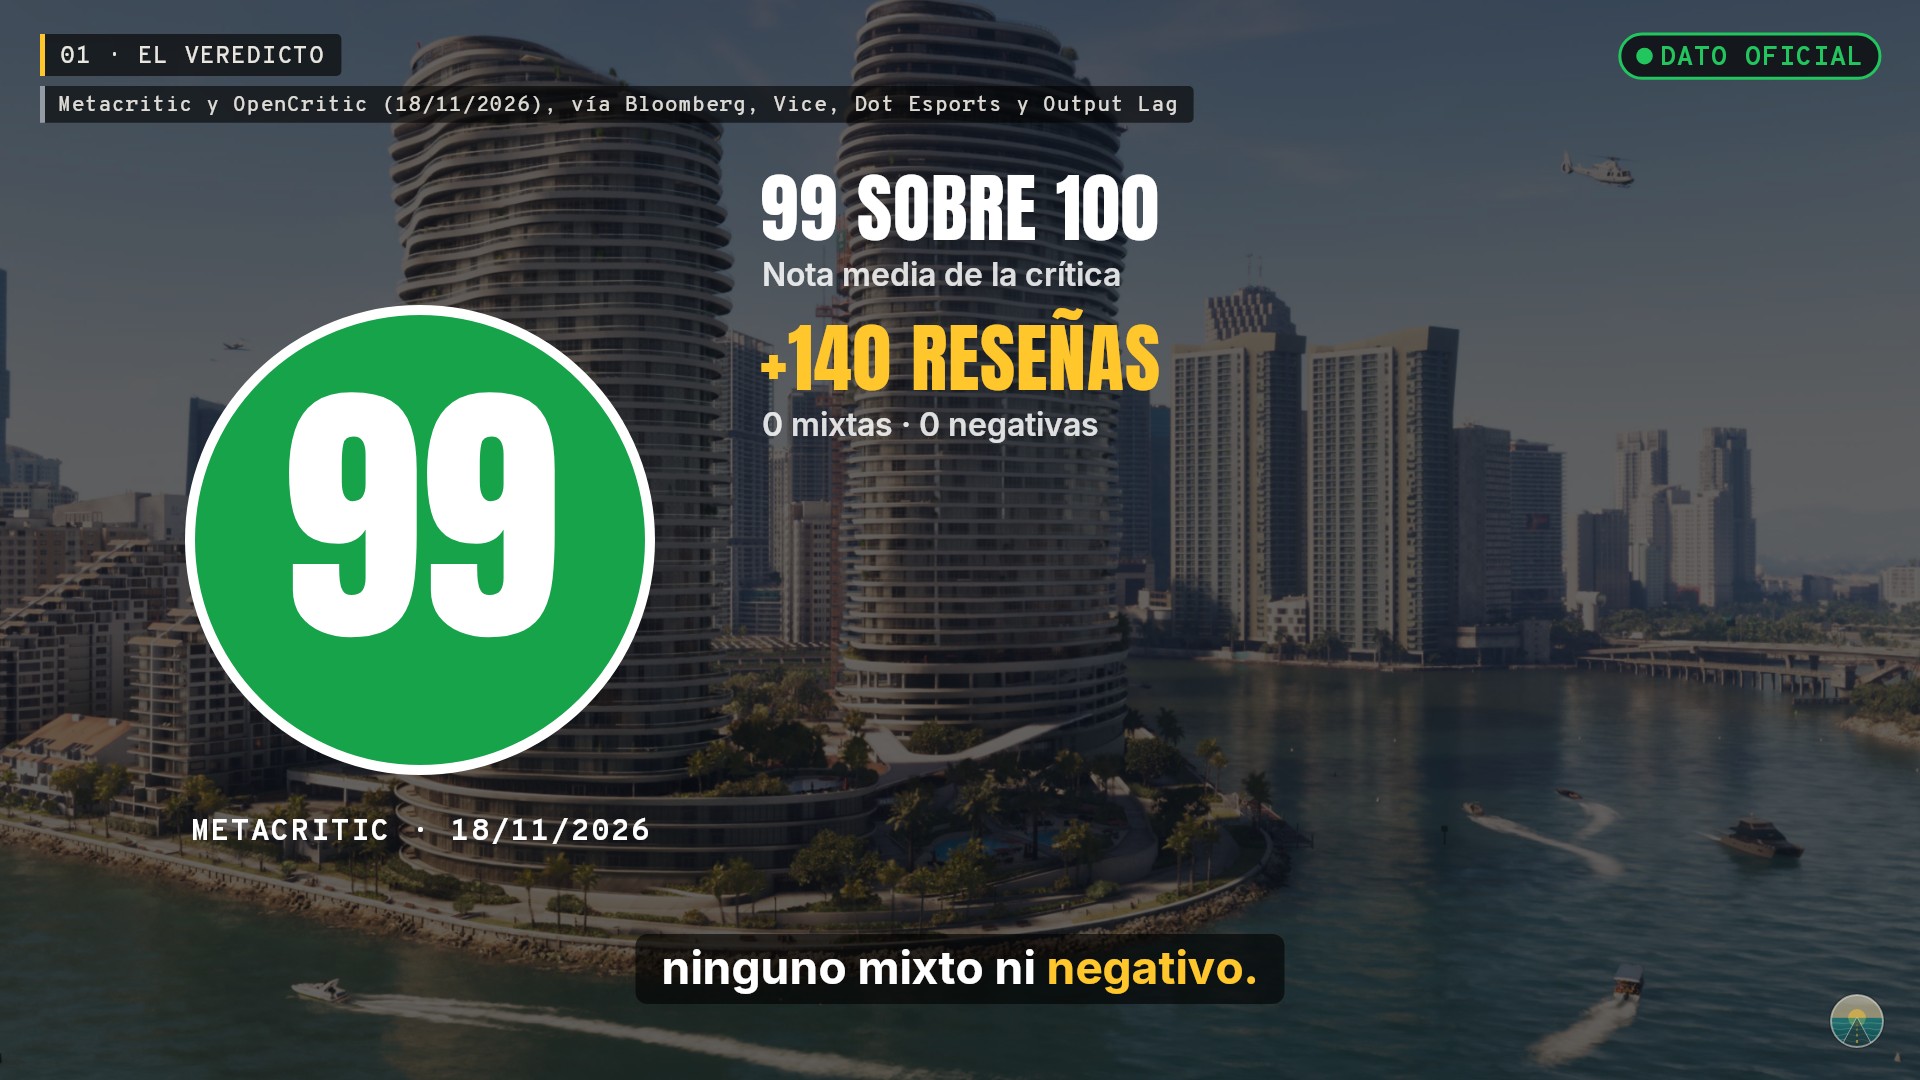 01 · EL VEREDICTO
DATO OFICIAL
Metacritic y OpenCritic (18/11/2026), vía Bloomberg, Vice, Dot Esports y Output Lag
99 SOBRE 100
Nota media de la crítica
+140 RESEÑAS
0 mixtas · 0 negativas
99
METACRITIC · 18/11/2026
ninguno mixto ni negativo.